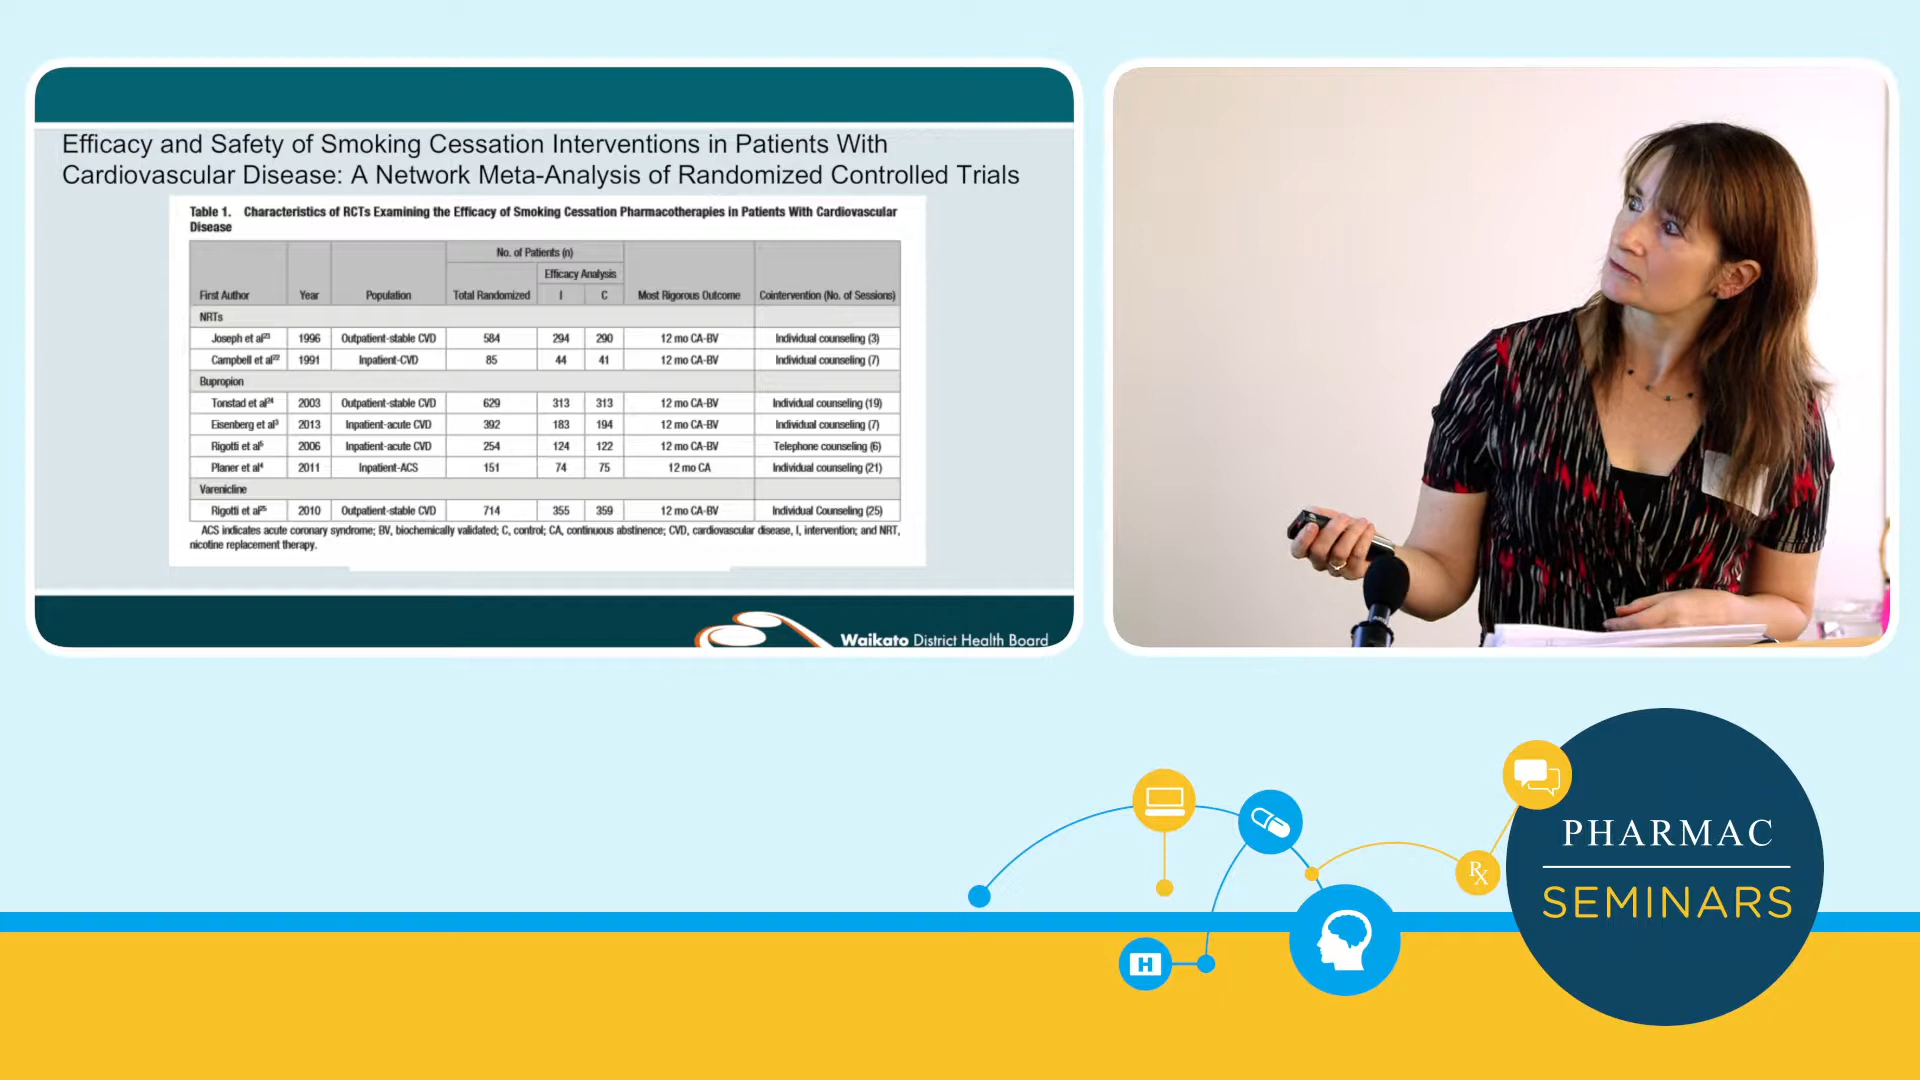 Efficacy and Safety of Smoking Cessation Interventions in Patients With
Cardiovascular Disease: A Network Meta-Analysis of Randomized Controlled Trials
Table 1. Characteristics of RCTs Examining the Efficacy of Smoking Cessation Pharmacotherapies in Patients With Cardiovascular
Disease
No. of Patients (n)
Efficacy Analysis
First Author Year Population Total Randomized I C Most Rigorous Outcome Cointervention (No. of Sessions)
NRTs
Joseph et al23 1996 Outpatient-stable CVD 584 294 290 12 mo CA-BV Individual counseling (3)
Campbell et al22 1991 Inpatient-CVD 85 44 41 12 mo CA-BV Individual counseling (7)
Bupropion
Tonstad et al24 2003 Outpatient-stable CVD 629 313 313 12 mo CA-BV Individual counseling (19)
Eisenberg et al3 2013 Inpatient-acute CVD 392 183 194 12 mo CA-BV Individual counseling (7)
Rigotti et al5 2006 Inpatient-acute CVD 254 124 122 12 mo CA-BV Telephone counseling (6)
Planer et al4 2011 Inpatient-ACS 151 74 75 12 mo CA Individual counseling (21)
Varenicline
Rigotti et al25 2010 Outpatient-stable CVD 714 355 359 12 mo CA-BV Individual Counseling (25)
ACS indicates acute coronary syndrome; BV, biochemically validated; C, control; CA, continuous abstinence; CVD, cardiovascular disease, I, intervention; and NRT,
nicotine replacement therapy.
Waikato District Health Board
H
Rx
PHARMAC
SEMINARS